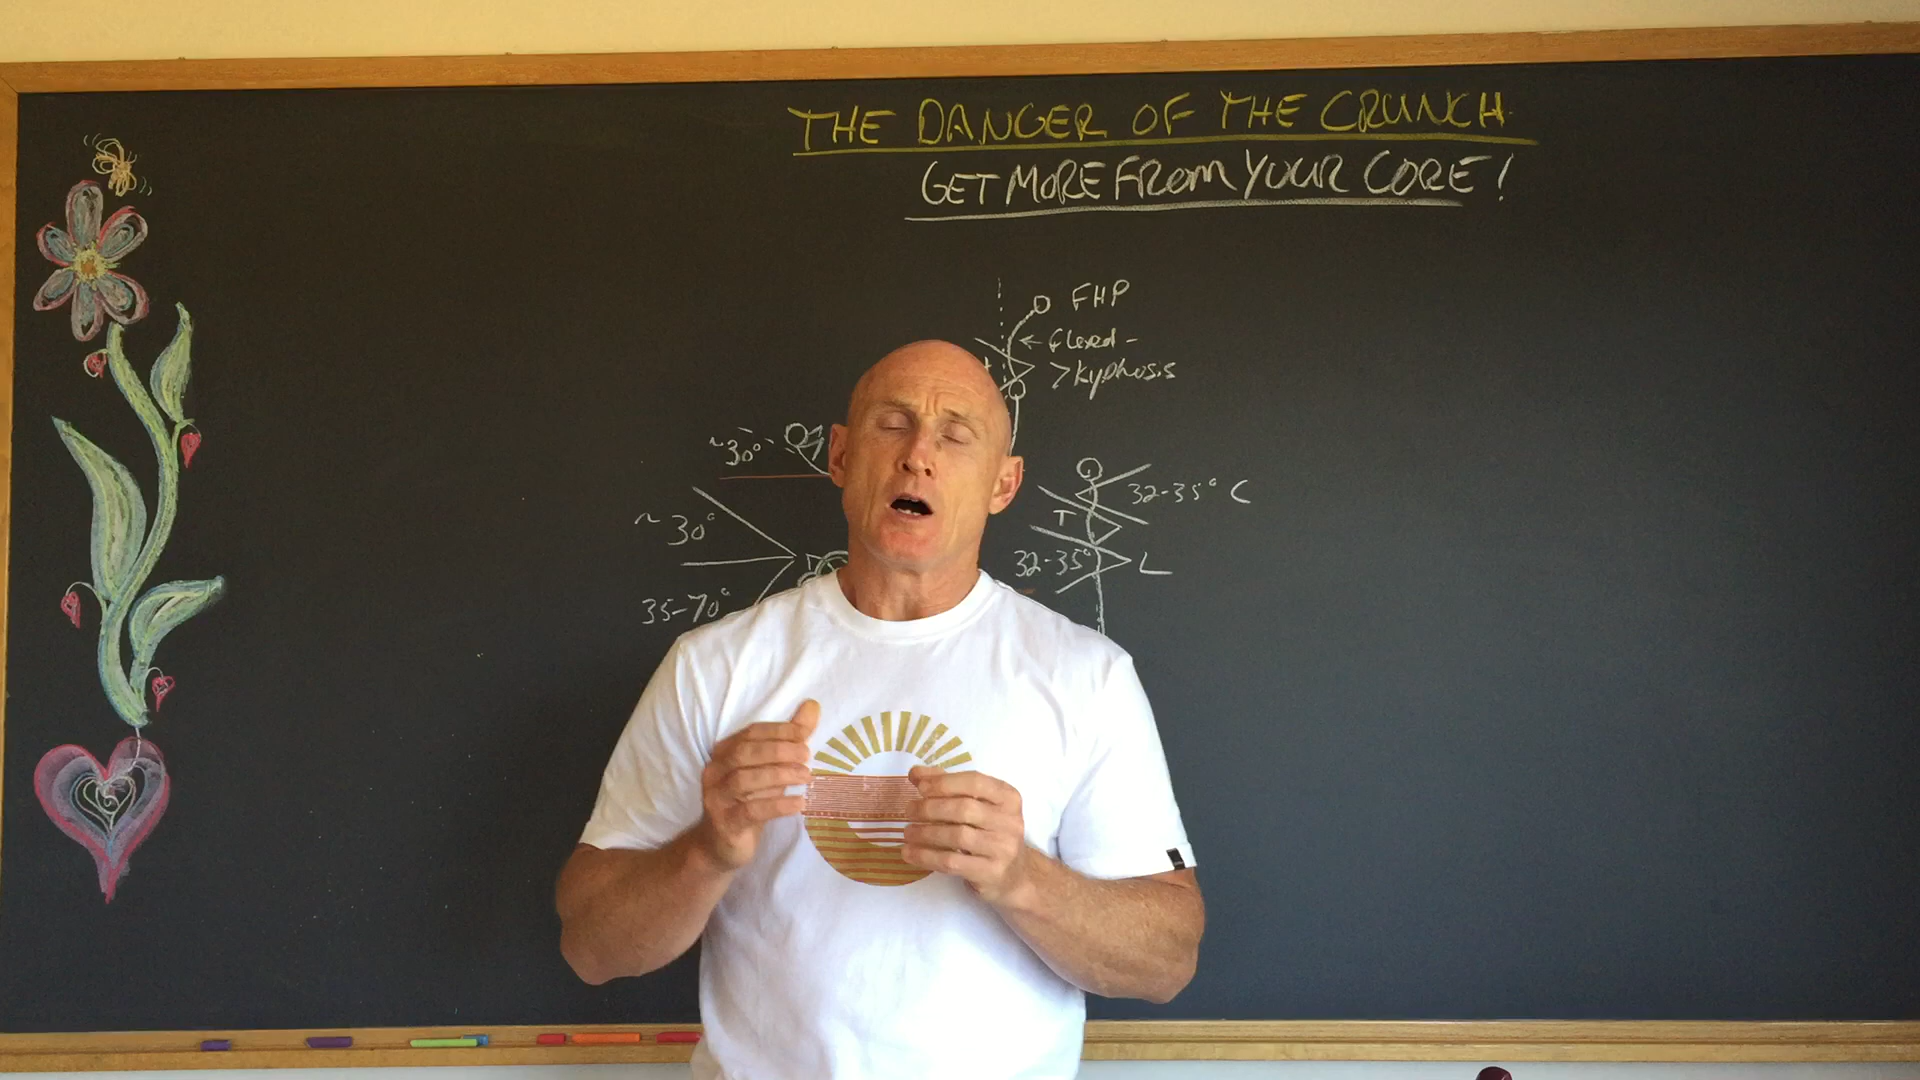 THE DANGER OF THE CRUNCH
GET MORE FROM YOUR CORE!
FHP
← flexed -
> kyphosis
~30°
32-35° C
~30°
T
32-35° L
35-70°